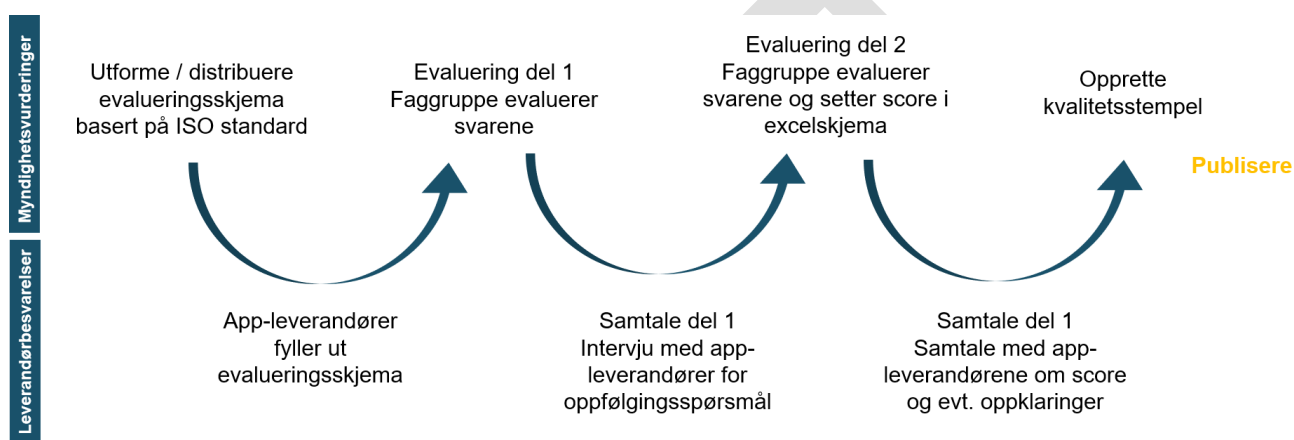 Myndighetsvurderinger
Utforme / distribuere
evalueringsskjema
basert på ISO standard
Evaluering del 1
Faggruppe evaluerer
svarene
Evaluering del 2
Faggruppe evaluerer
svarene og setter score i
excelskjema
Opprette
kvalitetsstempel
Publisere
Leverandørbesvarelser
App-leverandører
fyller ut
evalueringsskjema
Samtale del 1
Intervju med app-
leverandører for
oppfølgingsspørsmål
Samtale del 1
Samtale med app-
leverandørene om score
og evt. oppklaringer